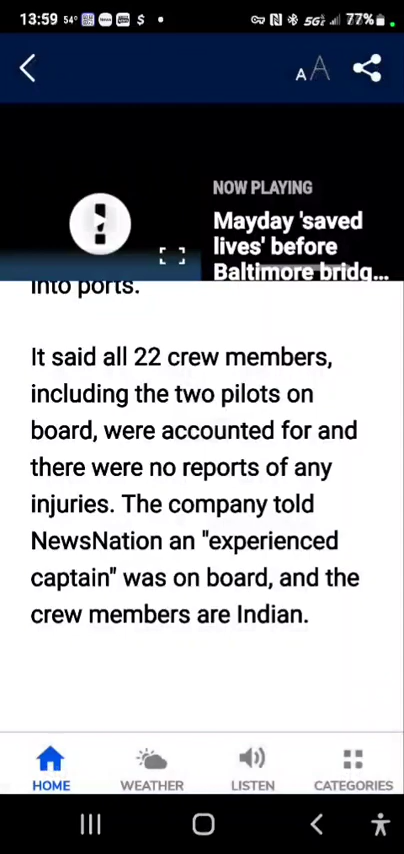 13:59 54° $ 5G 77%
A A
NOW PLAYING
Mayday 'saved
lives' before
Baltimore bridg...
into ports.
It said all 22 crew members,
including the two pilots on
board, were accounted for and
there were no reports of any
injuries. The company told
NewsNation an "experienced
captain" was on board, and the
crew members are Indian.
HOME WEATHER LISTEN CATEGORIES